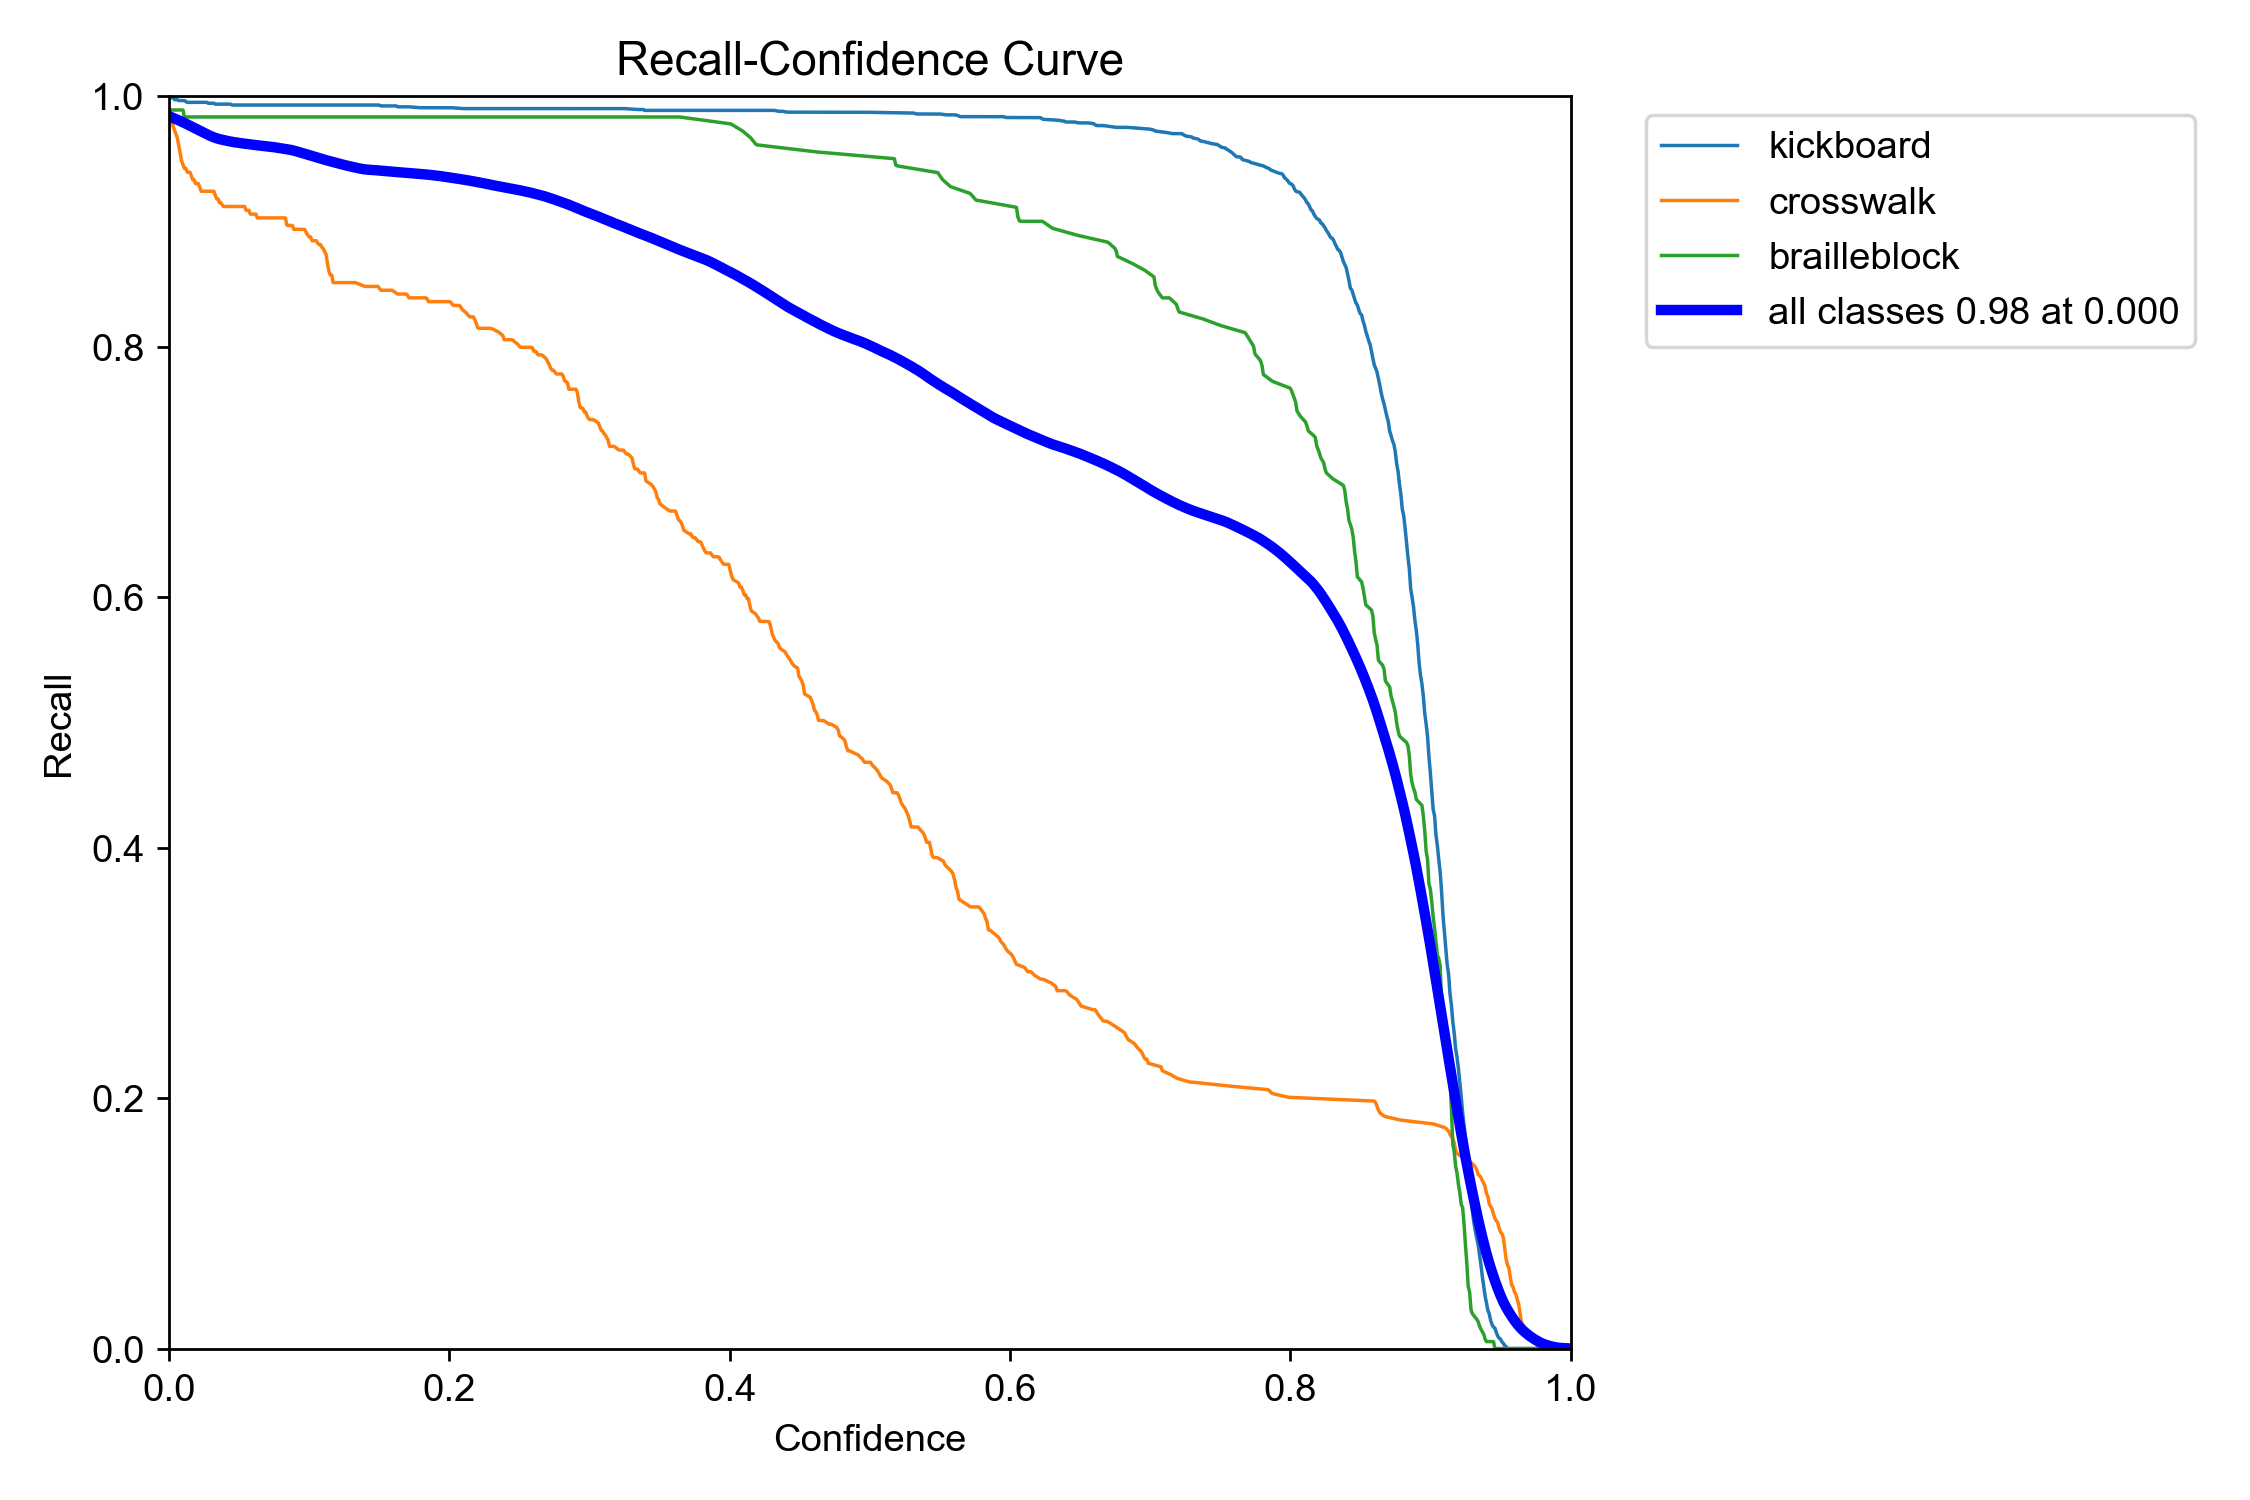 Recall-Confidence Curve
1.0
0.8
0.6
0.4
0.2
0.0
Recall
0.0 0.2 0.4 0.6 0.8 1.0
Confidence
kickboard
crosswalk
brailleblock
all classes 0.98 at 0.000